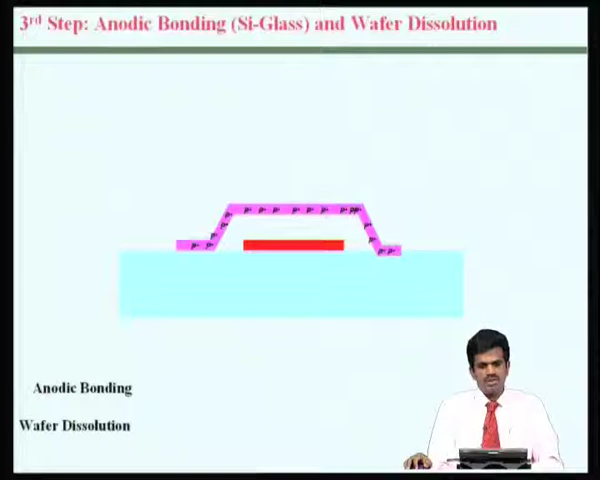 3rd Step: Anodic Bonding (Si-Glass) and Wafer Dissolution
P+ P+ P+ P+ P+ P+ P+ P+
Anodic Bonding
Wafer Dissolution